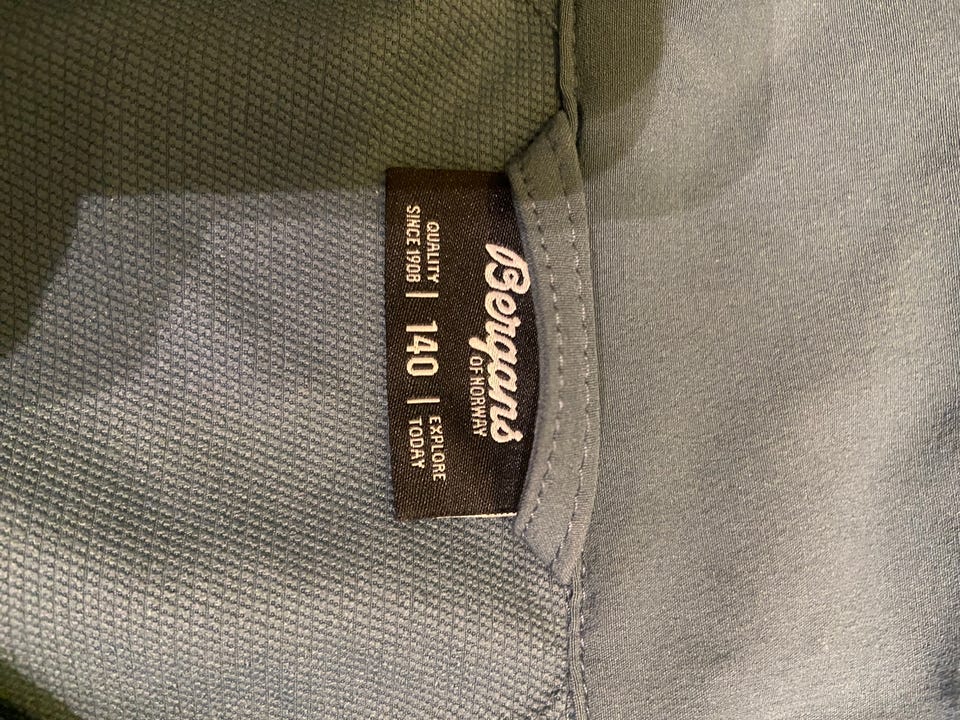 Bergans
OF NORWAY
QUALITY
SINCE 1908 | 140 | EXPLORE
TODAY